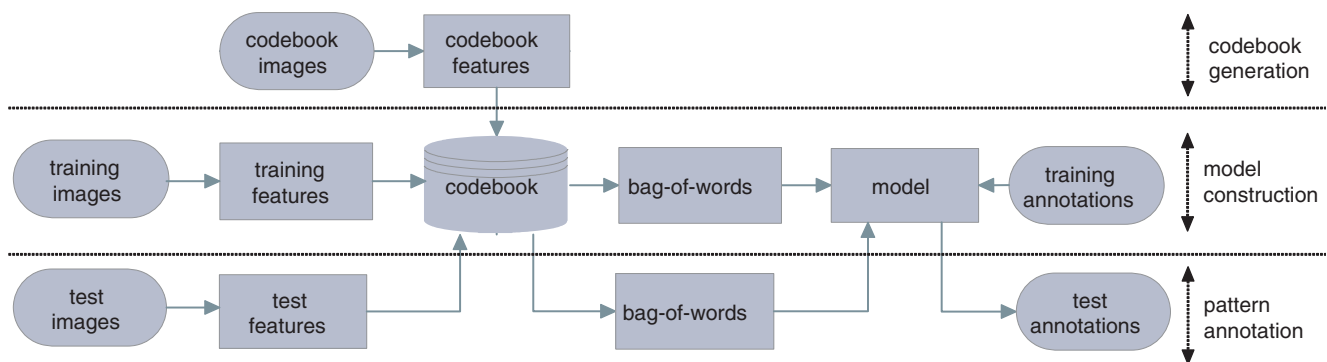 codebook
images
codebook
features
codebook
generation
training
images
training
features
codebook
bag-of-words
model
training
annotations
model
construction
test
images
test
features
bag-of-words
test
annotations
pattern
annotation